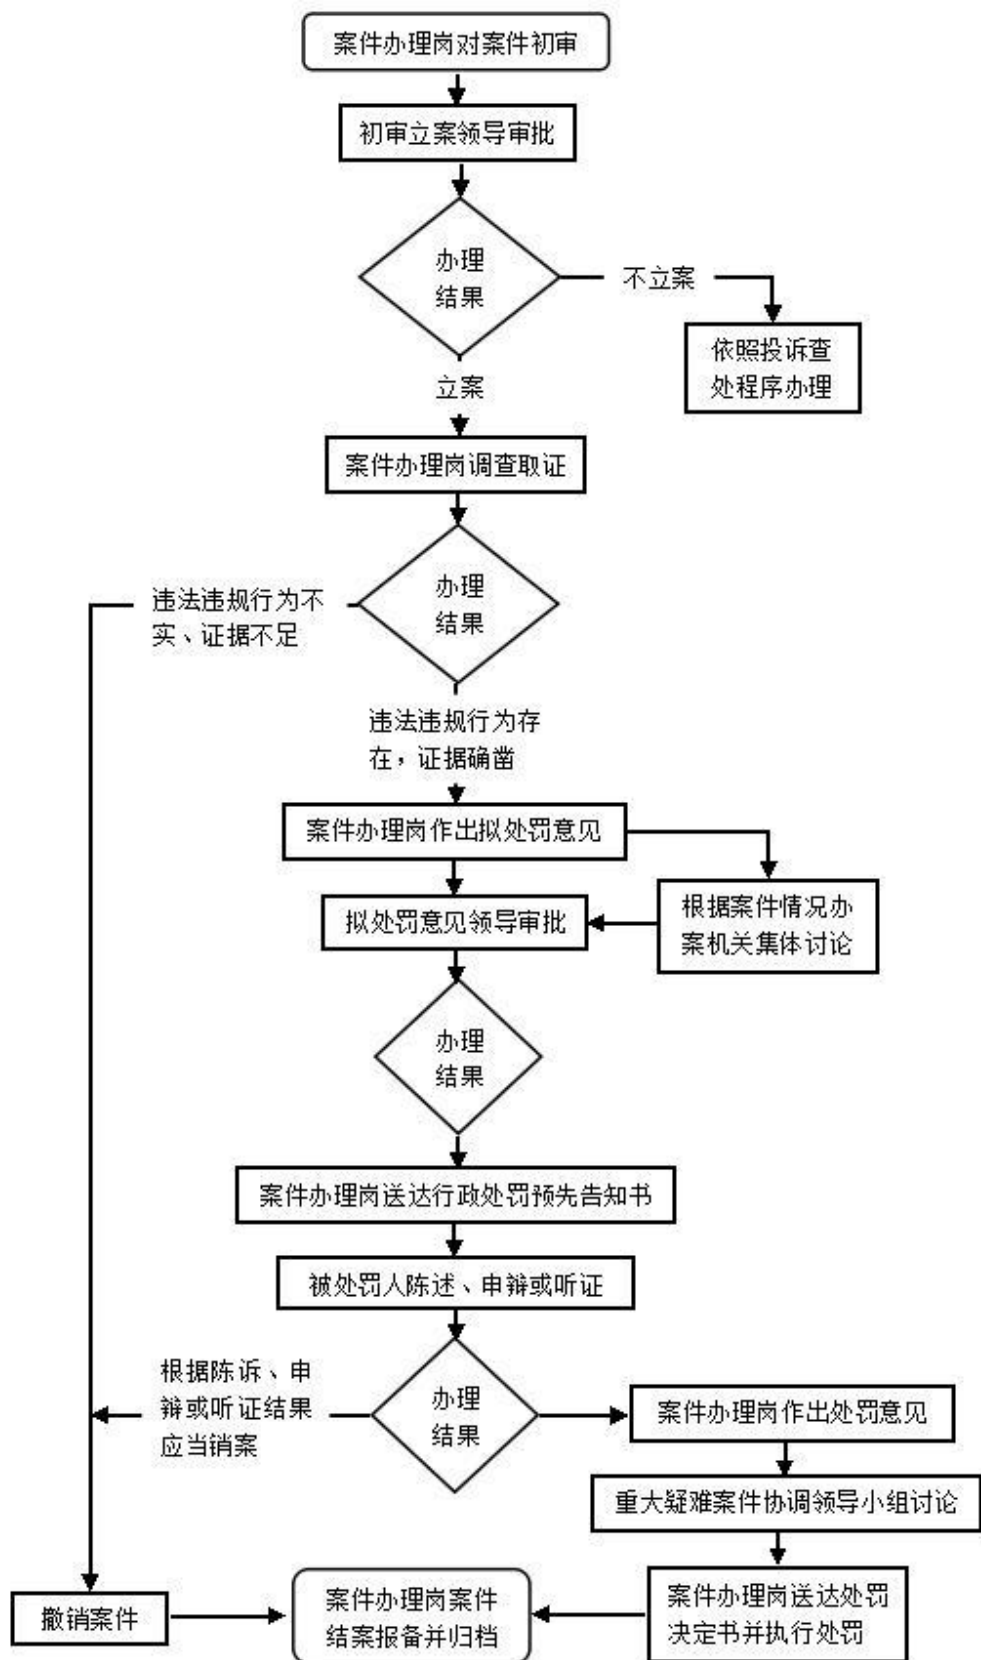 案件办理岗对案件初审
初审立案领导审批
办理
结果
不立案
依照投诉查
处程序办理
立案
案件办理岗调查取证
办理
结果
违法违规行为不
实、证据不足
违法违规行为存
在，证据确凿
案件办理岗作出拟处罚意见
拟处罚意见领导审批
根据案件情况办
案机关集体讨论
办理
结果
案件办理岗送达行政处罚预先告知书
被处罚人陈述、申辩或听证
根据陈诉、申
辩或听证结果
应当销案
办理
结果
案件办理岗作出处罚意见
重大疑难案件协调领导小组讨论
撤销案件
案件办理岗案件
结案报备并归档
案件办理岗送达处罚
决定书并执行处罚